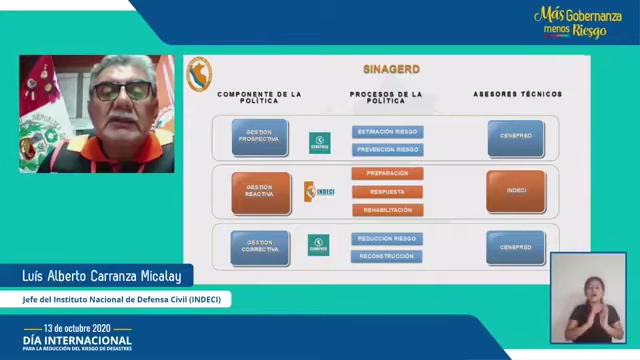 Más Gobernanza
menos Riesgo
SINAGERD
COMPONENTE DE LA POLÍTICA
PROCESOS DE LA POLÍTICA
ASESORES TÉCNICOS
GESTIÓN PROSPECTIVA
CENEPRED
ESTIMACIÓN RIESGO
PREVENCIÓN RIESGO
CENEPRED
GESTIÓN REACTIVA
INDECI
PREPARACIÓN
RESPUESTA
REHABILITACIÓN
INDECI
GESTIÓN CORRECTIVA
CENEPRED
REDUCCIÓN RIESGO
RECONSTRUCCIÓN
CENEPRED
Luís Alberto Carranza Micalay
Jefe del Instituto Nacional de Defensa Civil (INDECI)
13 de octubre 2020
DÍA INTERNACIONAL
PARA LA REDUCCIÓN DEL RIESGO DE DESASTRES